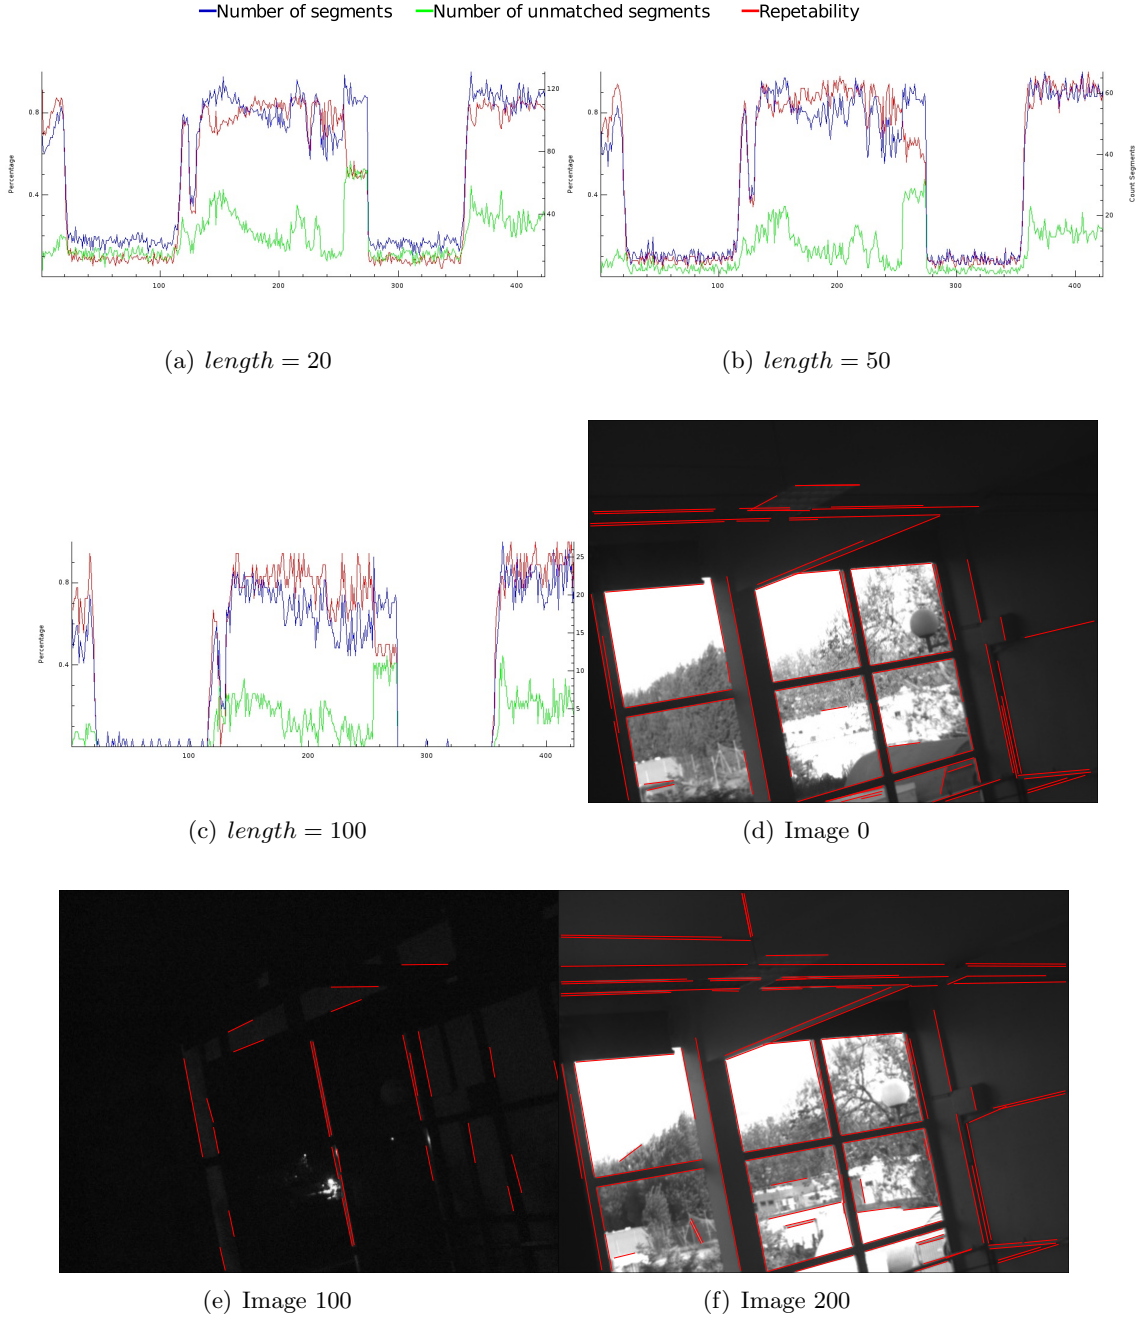 Number of segments Number of unmatched segments Repetability
0.8
0.4
Percentage
100 200 300 400
120
80
40
Percentage
0.8
0.4
100 200 300 400
60
40
20
Count Segments
(a) length = 20
(b) length = 50
0.8
0.4
Percentage
100 200 300 400
25
20
15
10
5
(c) length = 100
(d) Image 0
(e) Image 100
(f) Image 200